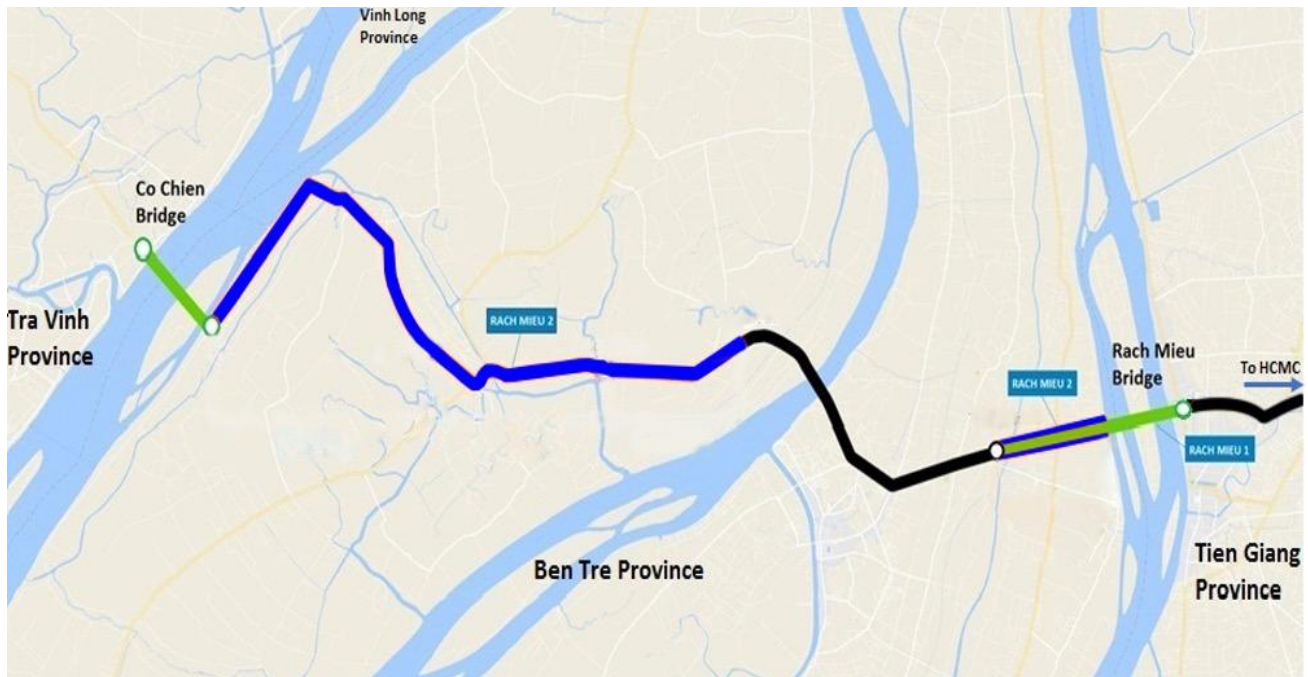 Vinh Long
Province
Co Chien
Bridge
Tra Vinh
Province
RACH MIEU 2
Rach Mieu
Bridge
To HCMC
RACH MIEU 2
RACH MIEU 1
Ben Tre Province
Tien Giang
Province